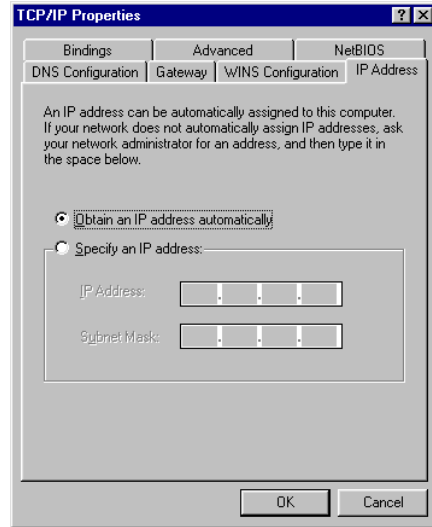 TCP/IP Properties
Bindings Advanced NetBIOS
DNS Configuration Gateway WINS Configuration IP Address
An IP address can be automatically assigned to this computer.
If your network does not automatically assign IP addresses, ask
your network administrator for an address, and then type it in
the space below.
Obtain an IP address automatically
Specify an IP address:
IP Address:
Subnet Mask:
OK Cancel